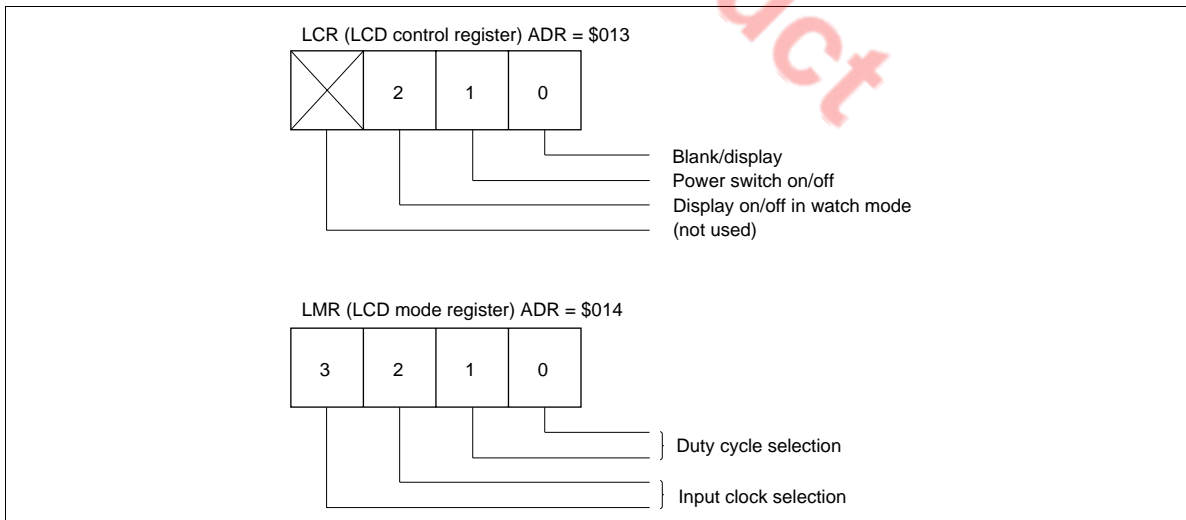 LCR (LCD control register) ADR = $013
2 1 0
Blank/display
Power switch on/off
Display on/off in watch mode
(not used)
LMR (LCD mode register) ADR = $014
3 2 1 0
Duty cycle selection
Input clock selection